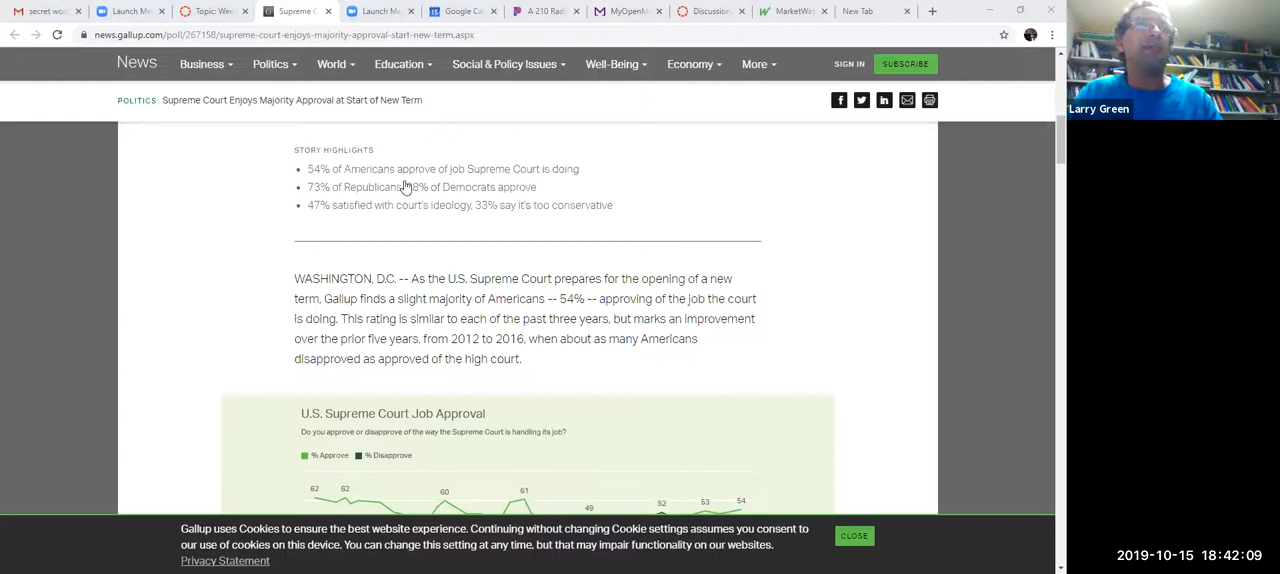 secret wor
Launch Me
Topic: Wee
Supreme C
Launch Me
Google Cal
A 210 Radi
MyOpenM
Discussion
MarketWa
New Tab
news.gallup.com/poll/267158/supreme-court-enjoys-majority-approval-start-new-term.aspx
News Business Politics World Education Social & Policy Issues Well-Being Economy More SIGN IN SUBSCRIBE
POLITICS: Supreme Court Enjoys Majority Approval at Start of New Term
Larry Green
STORY HIGHLIGHTS
• 54% of Americans approve of job Supreme Court is doing
• 73% of Republicans, 8% of Democrats approve
• 47% satisfied with court's ideology, 33% say it's too conservative
WASHINGTON, D.C. -- As the U.S. Supreme Court prepares for the opening of a new
term, Gallup finds a slight majority of Americans -- 54% -- approving of the job the court
is doing. This rating is similar to each of the past three years, but marks an improvement
over the prior five years, from 2012 to 2016, when about as many Americans
disapproved as approved of the high court.
U.S. Supreme Court Job Approval
Do you approve or disapprove of the way the Supreme Court is handling its job?
% Approve % Disapprove
62 62 60 61 49 52 53 54
Gallup uses Cookies to ensure the best website experience. Continuing without changing Cookie settings assumes you consent to
our use of cookies on this device. You can change this setting at any time, but that may impair functionality on our websites.
Privacy Statement
CLOSE
2019-10-15 18:42:09